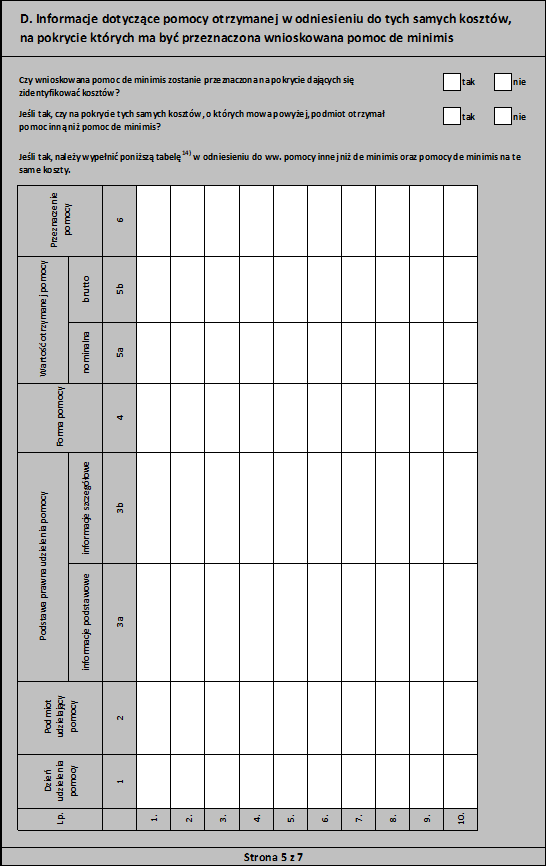 D. Informacje dotyczące pomocy otrzymanej w odniesieniu do tych samych kosztów,
na pokrycie których ma być przeznaczona wnioskowana pomoc de minimis
Czy wnioskowana pomoc de minimis zostanie przeznaczona na pokrycie dających się
zidentyfikować kosztów?
tak
nie
Jeśli tak, czy na pokrycie tych samych kosztów, o których mowa powyżej, podmiot otrzymał
pomoc inną niż pomoc de minimis?
tak
nie
Jeśli tak, należy wypełnić poniższą tabelę 14) w odniesieniu do ww. pomocy innej niż de minimis oraz pomocy de minimis na te
same koszty.
Lp.
Dzień
udzielenia
pomocy
Podmiot
udzielający
pomocy
Podstawa prawna udzielenia pomocy
informacje podstawowe
informacje szczegółowe
Forma pomocy
Wartość otrzymanej pomocy
nominalna
brutto
Przeznaczenie
pomocy
1
2
3a
3b
4
5a
5b
6
1.
2.
3.
4.
5.
6.
7.
8.
9.
10.
Strona 5 z 7